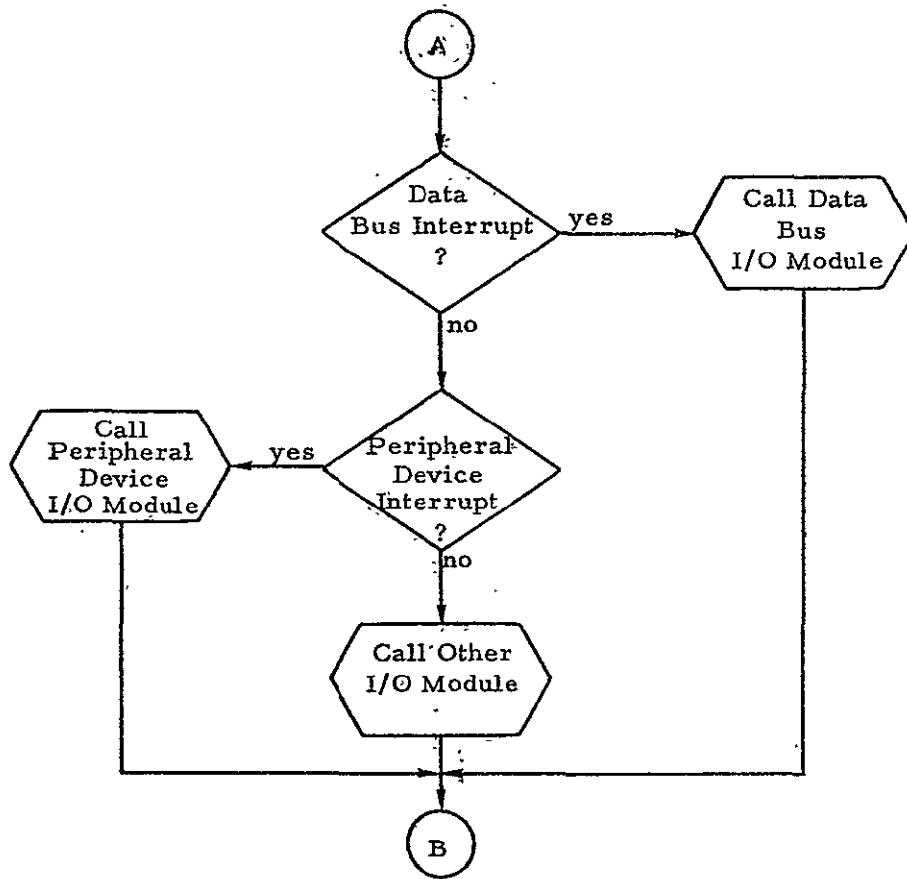 A
Data
Bus Interrupt
?
yes
Call Data
Bus
I/O Module
no
Call
Peripheral
Device
I/O Module
yes
Peripheral
Device
Interrupt
?
no
Call Other
I/O Module
B